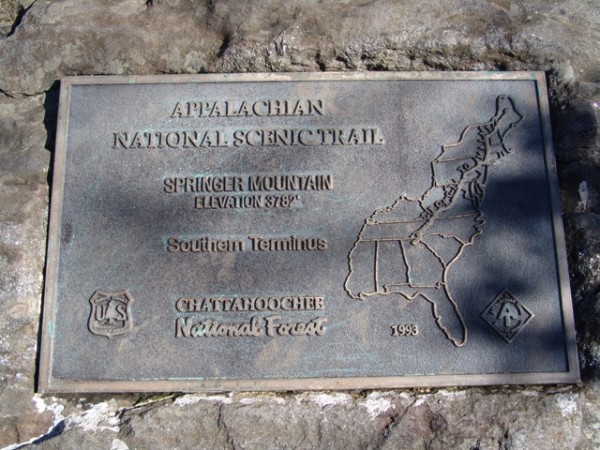 APPALACHIAN
NATIONAL SCENIC TRAIL
SPRINGER MOUNTAIN
ELEVATION 3782'
Southern Terminus
CHATTAHOOCHEE
National Forest
1993
US
A